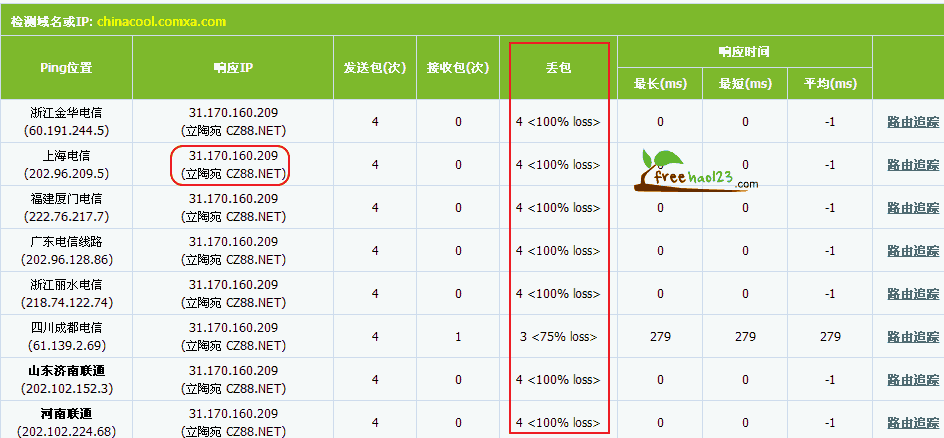 检测域名或IP: chinacool.comxa.com
Ping位置 响应IP 发送包(次) 接收包(次) 丢包 响应时间
最长(ms) 最短(ms) 平均(ms)
浙江金华电信 31.170.160.209 4 0 4 <100% loss> 0 0 -1 路由追踪
(60.191.244.5) (立陶宛 CZ88.NET)
上海电信 31.170.160.209 4 0 4 <100% loss> 0 -1 路由追踪
(202.96.209.5) (立陶宛 CZ88.NET)
freehao123.com
福建厦门电信 31.170.160.209 4 0 4 <100% loss> 0 0 -1 路由追踪
(222.76.217.7) (立陶宛 CZ88.NET)
广东电信线路 31.170.160.209 4 0 4 <100% loss> 0 0 -1 路由追踪
(202.96.128.86) (立陶宛 CZ88.NET)
浙江丽水电信 31.170.160.209 4 0 4 <100% loss> 0 0 -1 路由追踪
(218.74.122.74) (立陶宛 CZ88.NET)
四川成都电信 31.170.160.209 4 1 3 <75% loss> 279 279 279 路由追踪
(61.139.2.69) (立陶宛 CZ88.NET)
山东济南联通 31.170.160.209 4 0 4 <100% loss> 0 0 -1 路由追踪
(202.102.152.3) (立陶宛 CZ88.NET)
河南联通 31.170.160.209 4 0 4 <100% loss> 0 0 -1 路由追踪
(202.102.224.68) (立陶宛 CZ88.NET)